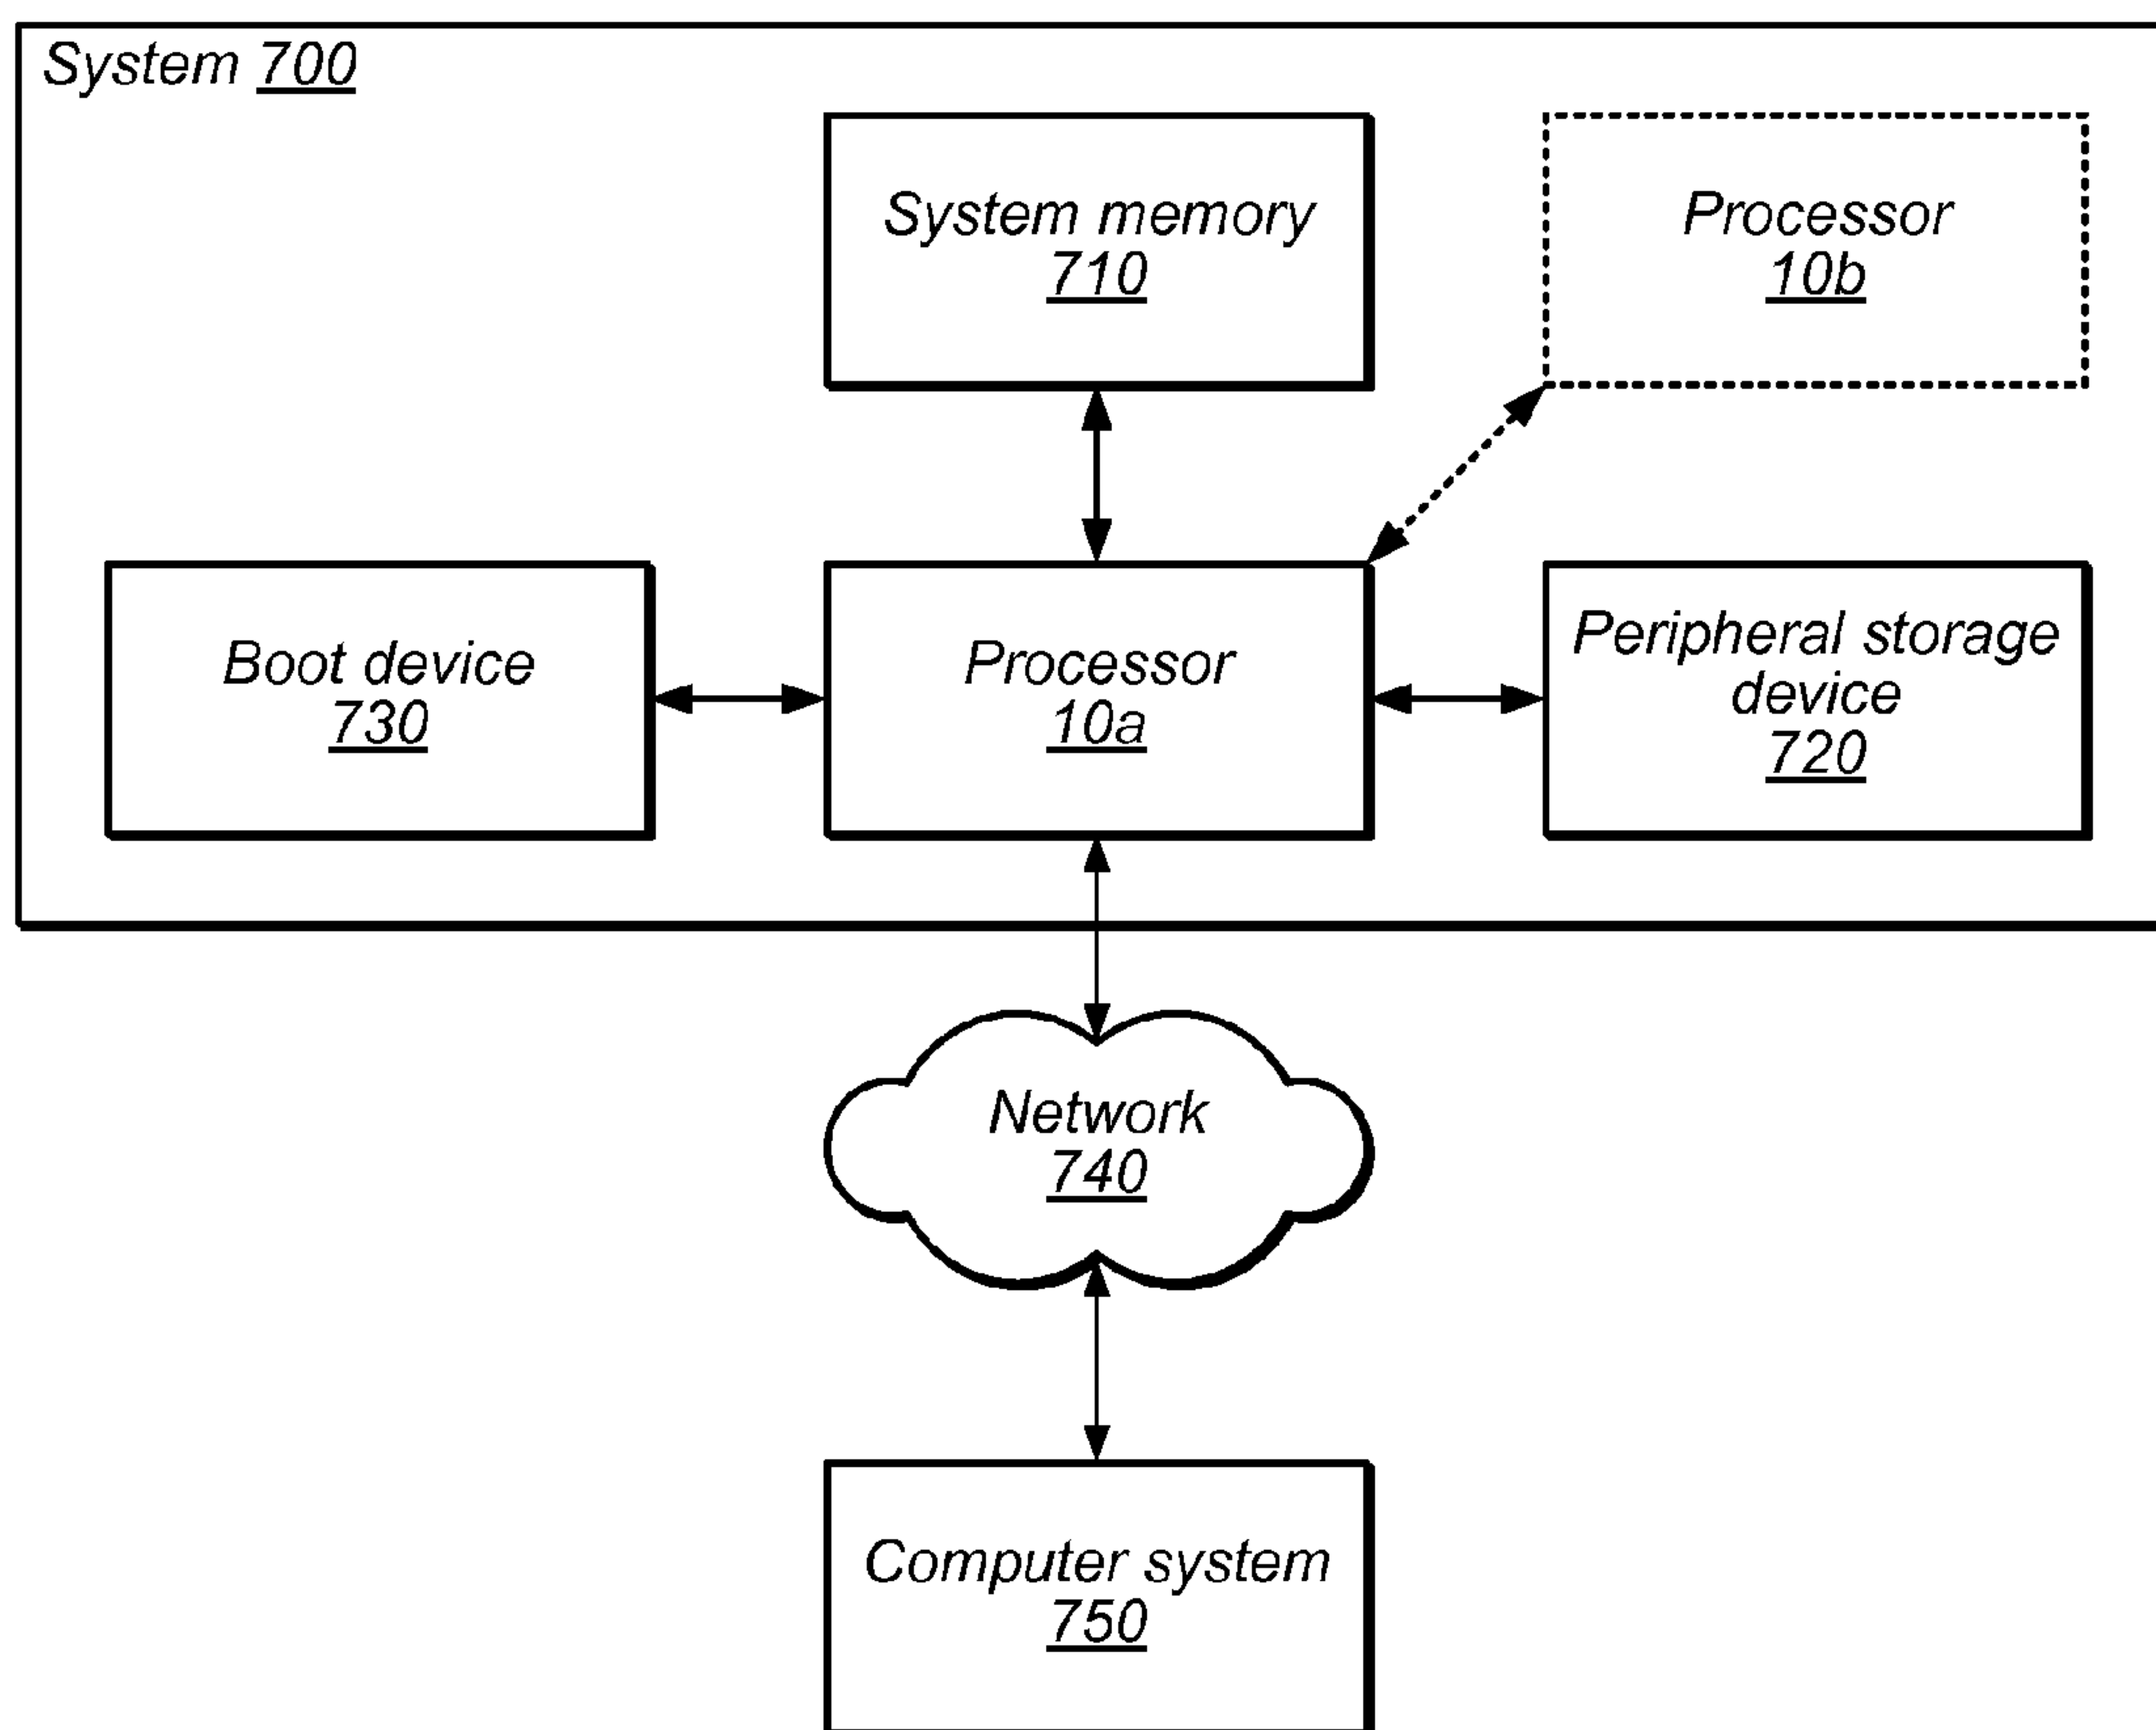 System 700
System memory
710
Processor
10b
Boot device
730
Processor
10a
Peripheral storage
device
720
Network
740
Computer system
750